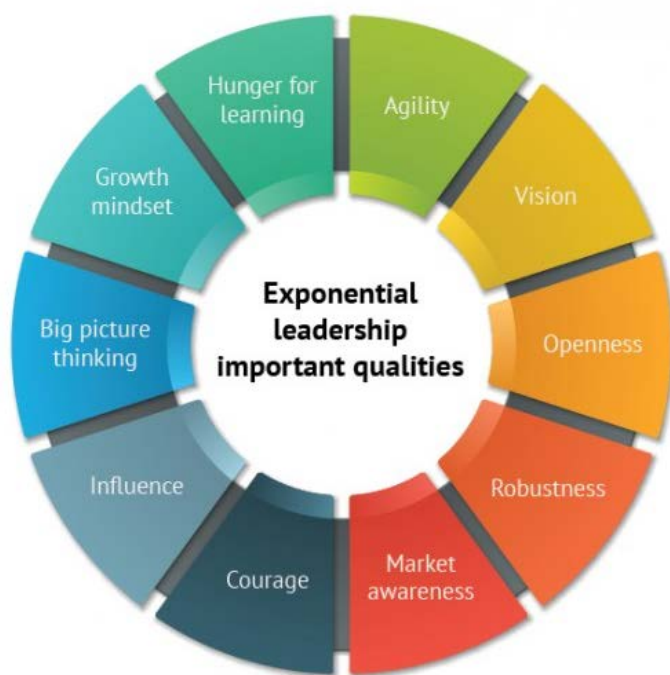 Exponential
leadership
important qualities
Agility
Vision
Openness
Robustness
Market
awareness
Courage
Influence
Big picture
thinking
Growth
mindset
Hunger for
learning